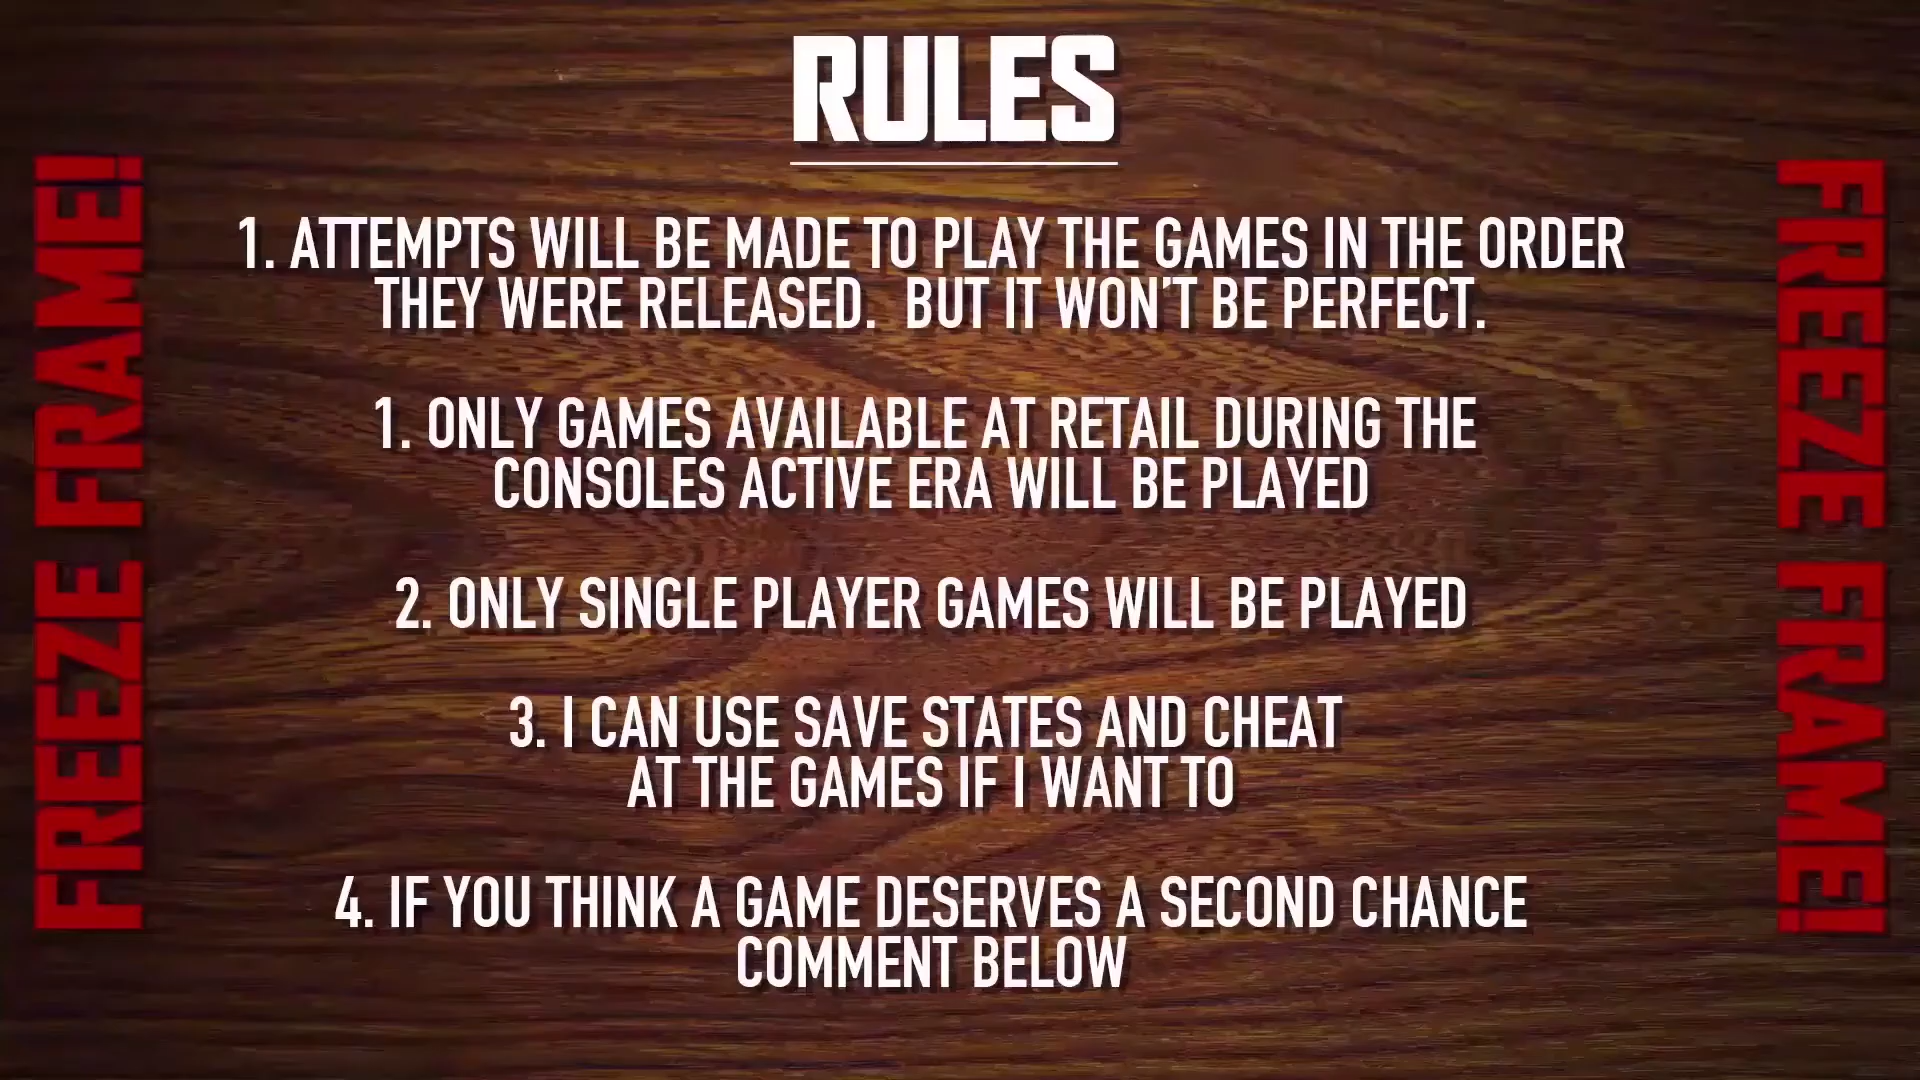 RULES
FREEZE FRAME!
1. ATTEMPTS WILL BE MADE TO PLAY THE GAMES IN THE ORDER
THEY WERE RELEASED.  BUT IT WON'T BE PERFECT.
1. ONLY GAMES AVAILABLE AT RETAIL DURING THE
CONSOLES ACTIVE ERA WILL BE PLAYED
2. ONLY SINGLE PLAYER GAMES WILL BE PLAYED
3. I CAN USE SAVE STATES AND CHEAT
AT THE GAMES IF I WANT TO
4. IF YOU THINK A GAME DESERVES A SECOND CHANCE
COMMENT BELOW
FREEZE FRAME!